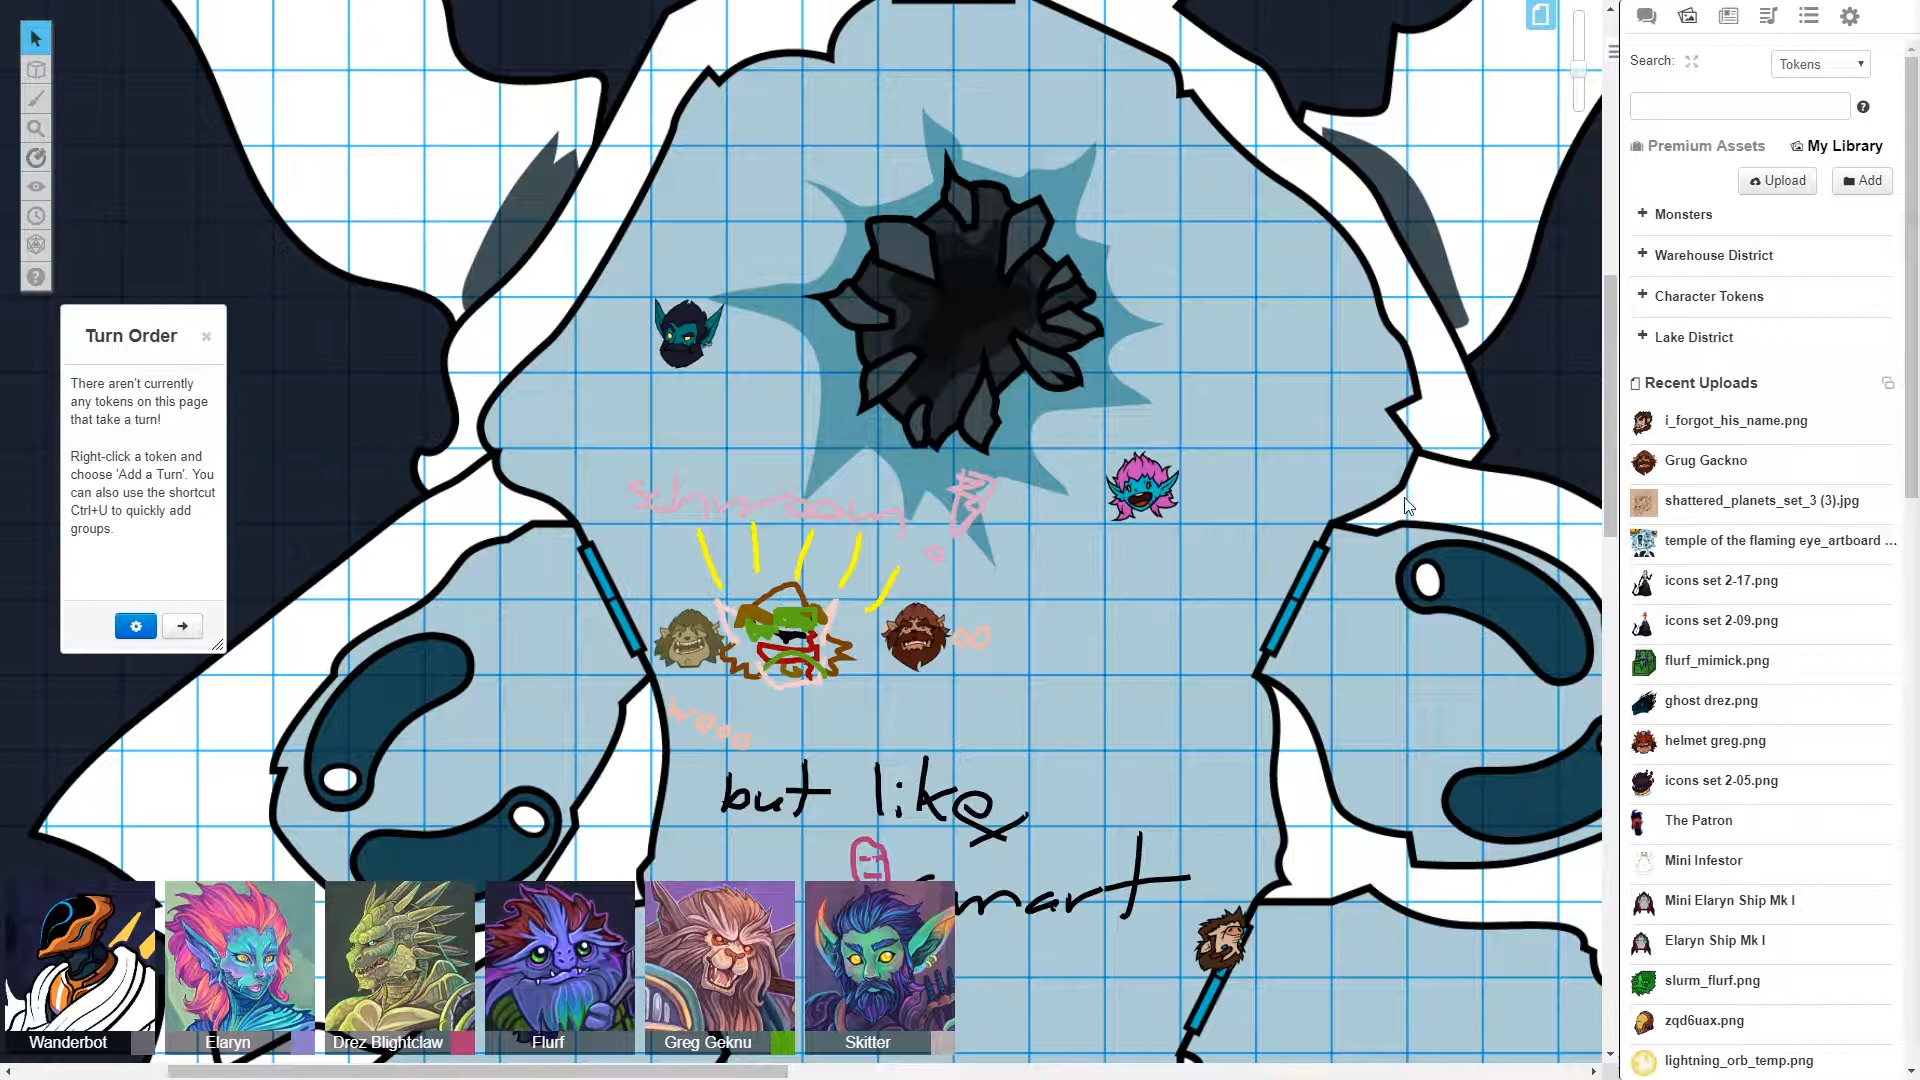 Search:
Tokens
Premium Assets
My Library
Upload
Add
Monsters
Warehouse District
Character Tokens
Lake District
Recent Uploads
i_forgot_his_name.png
Grug Gackno
shattered_planets_set_3 (3).jpg
temple of the flaming eye_artboard ...
icons set 2-17.png
icons set 2-09.png
flurf_mimick.png
ghost drez.png
helmet greg.png
icons set 2-05.png
The Patron
Mini Infestor
Mini Elaryn Ship Mk I
Elaryn Ship Mk I
slurm_flurf.png
zqd6uax.png
lightning_orb_temp.png
Turn Order
There aren't currently
any tokens on this page
that take a turn!
Right-click a token and
choose 'Add a Turn'. You
can also use the shortcut
Ctrl+U to quickly add
groups.
but like
smart
Wanderbot
Elaryn
Drez Blightclaw
Flurf
Greg Geknu
Skitter